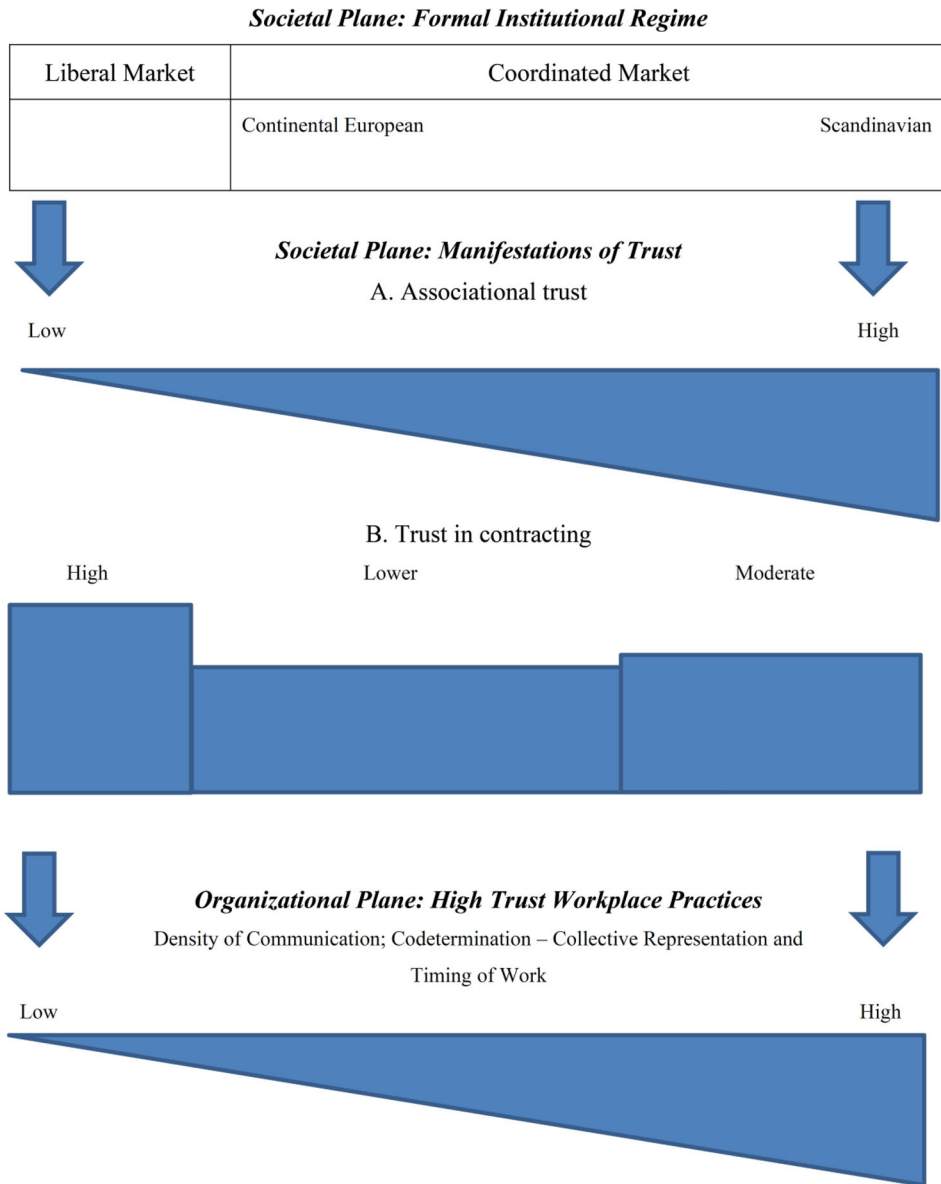 Societal Plane: Formal Institutional Regime
Liberal Market
Coordinated Market
Continental European
Scandinavian
Societal Plane: Manifestations of Trust
A. Associational trust
Low
High
B. Trust in contracting
High
Lower
Moderate
Organizational Plane: High Trust Workplace Practices
Density of Communication; Codetermination – Collective Representation and
Timing of Work
Low
High